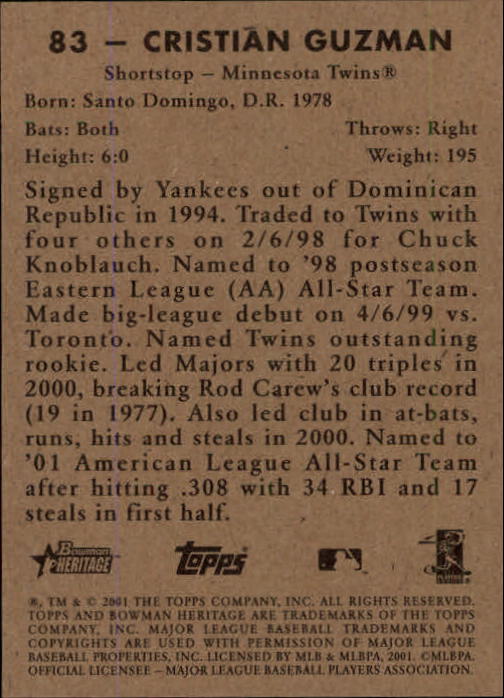 83 – CRISTIAN GUZMAN
Shortstop – Minnesota Twins®
Born: Santo Domingo, D.R. 1978
Bats: Both Throws: Right
Height: 6:0 Weight: 195
Signed by Yankees out of Dominican
Republic in 1994. Traded to Twins with
four others on 2/6/98 for Chuck
Knoblauch. Named to '98 postseason
Eastern League (AA) All-Star Team.
Made big-league debut on 4/6/99 vs.
Toronto. Named Twins outstanding
rookie. Led Majors with 20 triples in
2000, breaking Rod Carew's club record
(19 in 1977). Also led club in at-bats,
runs, hits and steals in 2000. Named to
'01 American League All-Star Team
after hitting .308 with 34 RBI and 17
steals in first half.
Bowman
HERITAGE
TOPPS
®, TM & © 2001 THE TOPPS COMPANY, INC. ALL RIGHTS RESERVED.
TOPPS AND BOWMAN HERITAGE ARE TRADEMARKS OF THE TOPPS
COMPANY, INC. MAJOR LEAGUE BASEBALL TRADEMARKS AND
COPYRIGHTS ARE USED WITH PERMISSION OF MAJOR LEAGUE
BASEBALL PROPERTIES, INC. LICENSED BY MLB & MLBPA, 2001. ©MLBPA.
OFFICIAL LICENSEE – MAJOR LEAGUE BASEBALL PLAYERS ASSOCIATION.